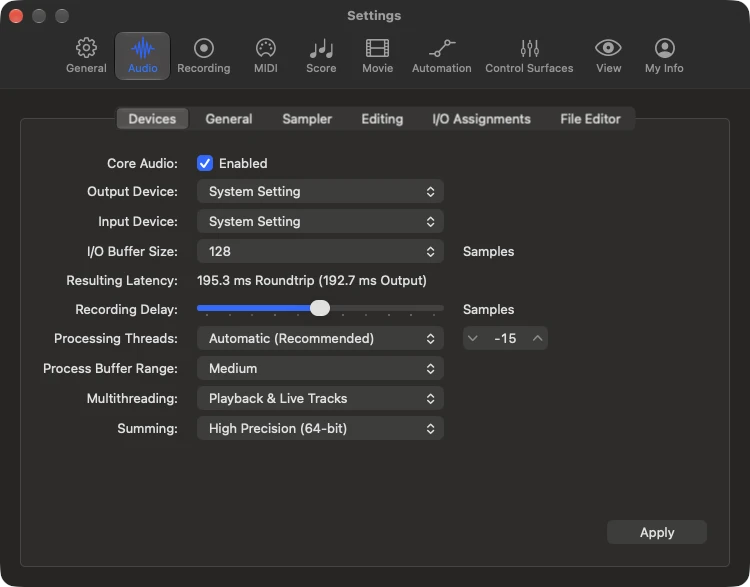 Settings
General Audio Recording MIDI Score Movie Automation Control Surfaces View My Info
Devices General Sampler Editing I/O Assignments File Editor
Core Audio: Enabled
Output Device: System Setting
Input Device: System Setting
I/O Buffer Size: 128 Samples
Resulting Latency: 195.3 ms Roundtrip (192.7 ms Output)
Recording Delay: Samples
Processing Threads: Automatic (Recommended) -15
Process Buffer Range: Medium
Multithreading: Playback & Live Tracks
Summing: High Precision (64-bit)
Apply